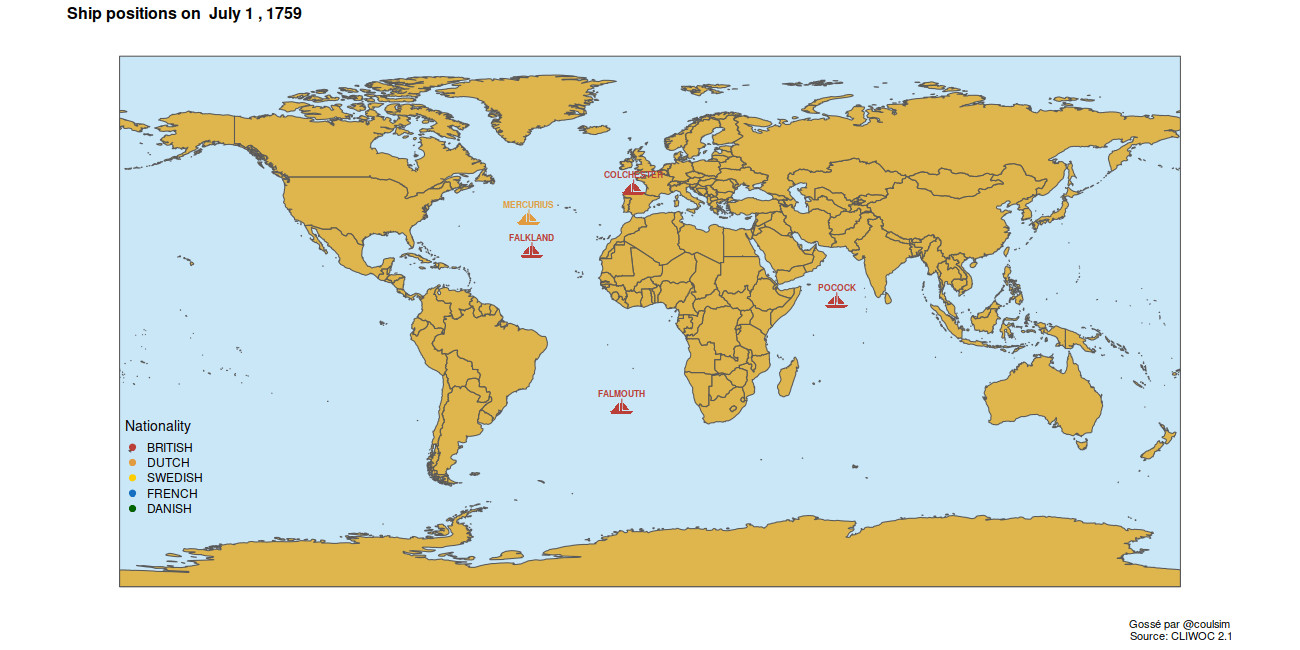 Ship positions on  July 1 , 1759
COLCHESTER
MERCURIUS
FALKLAND
POCOCK
FALMOUTH
Nationality
BRITISH
DUTCH
SWEDISH
FRENCH
DANISH
Gossé par @coulsim
Source: CLIWOC 2.1